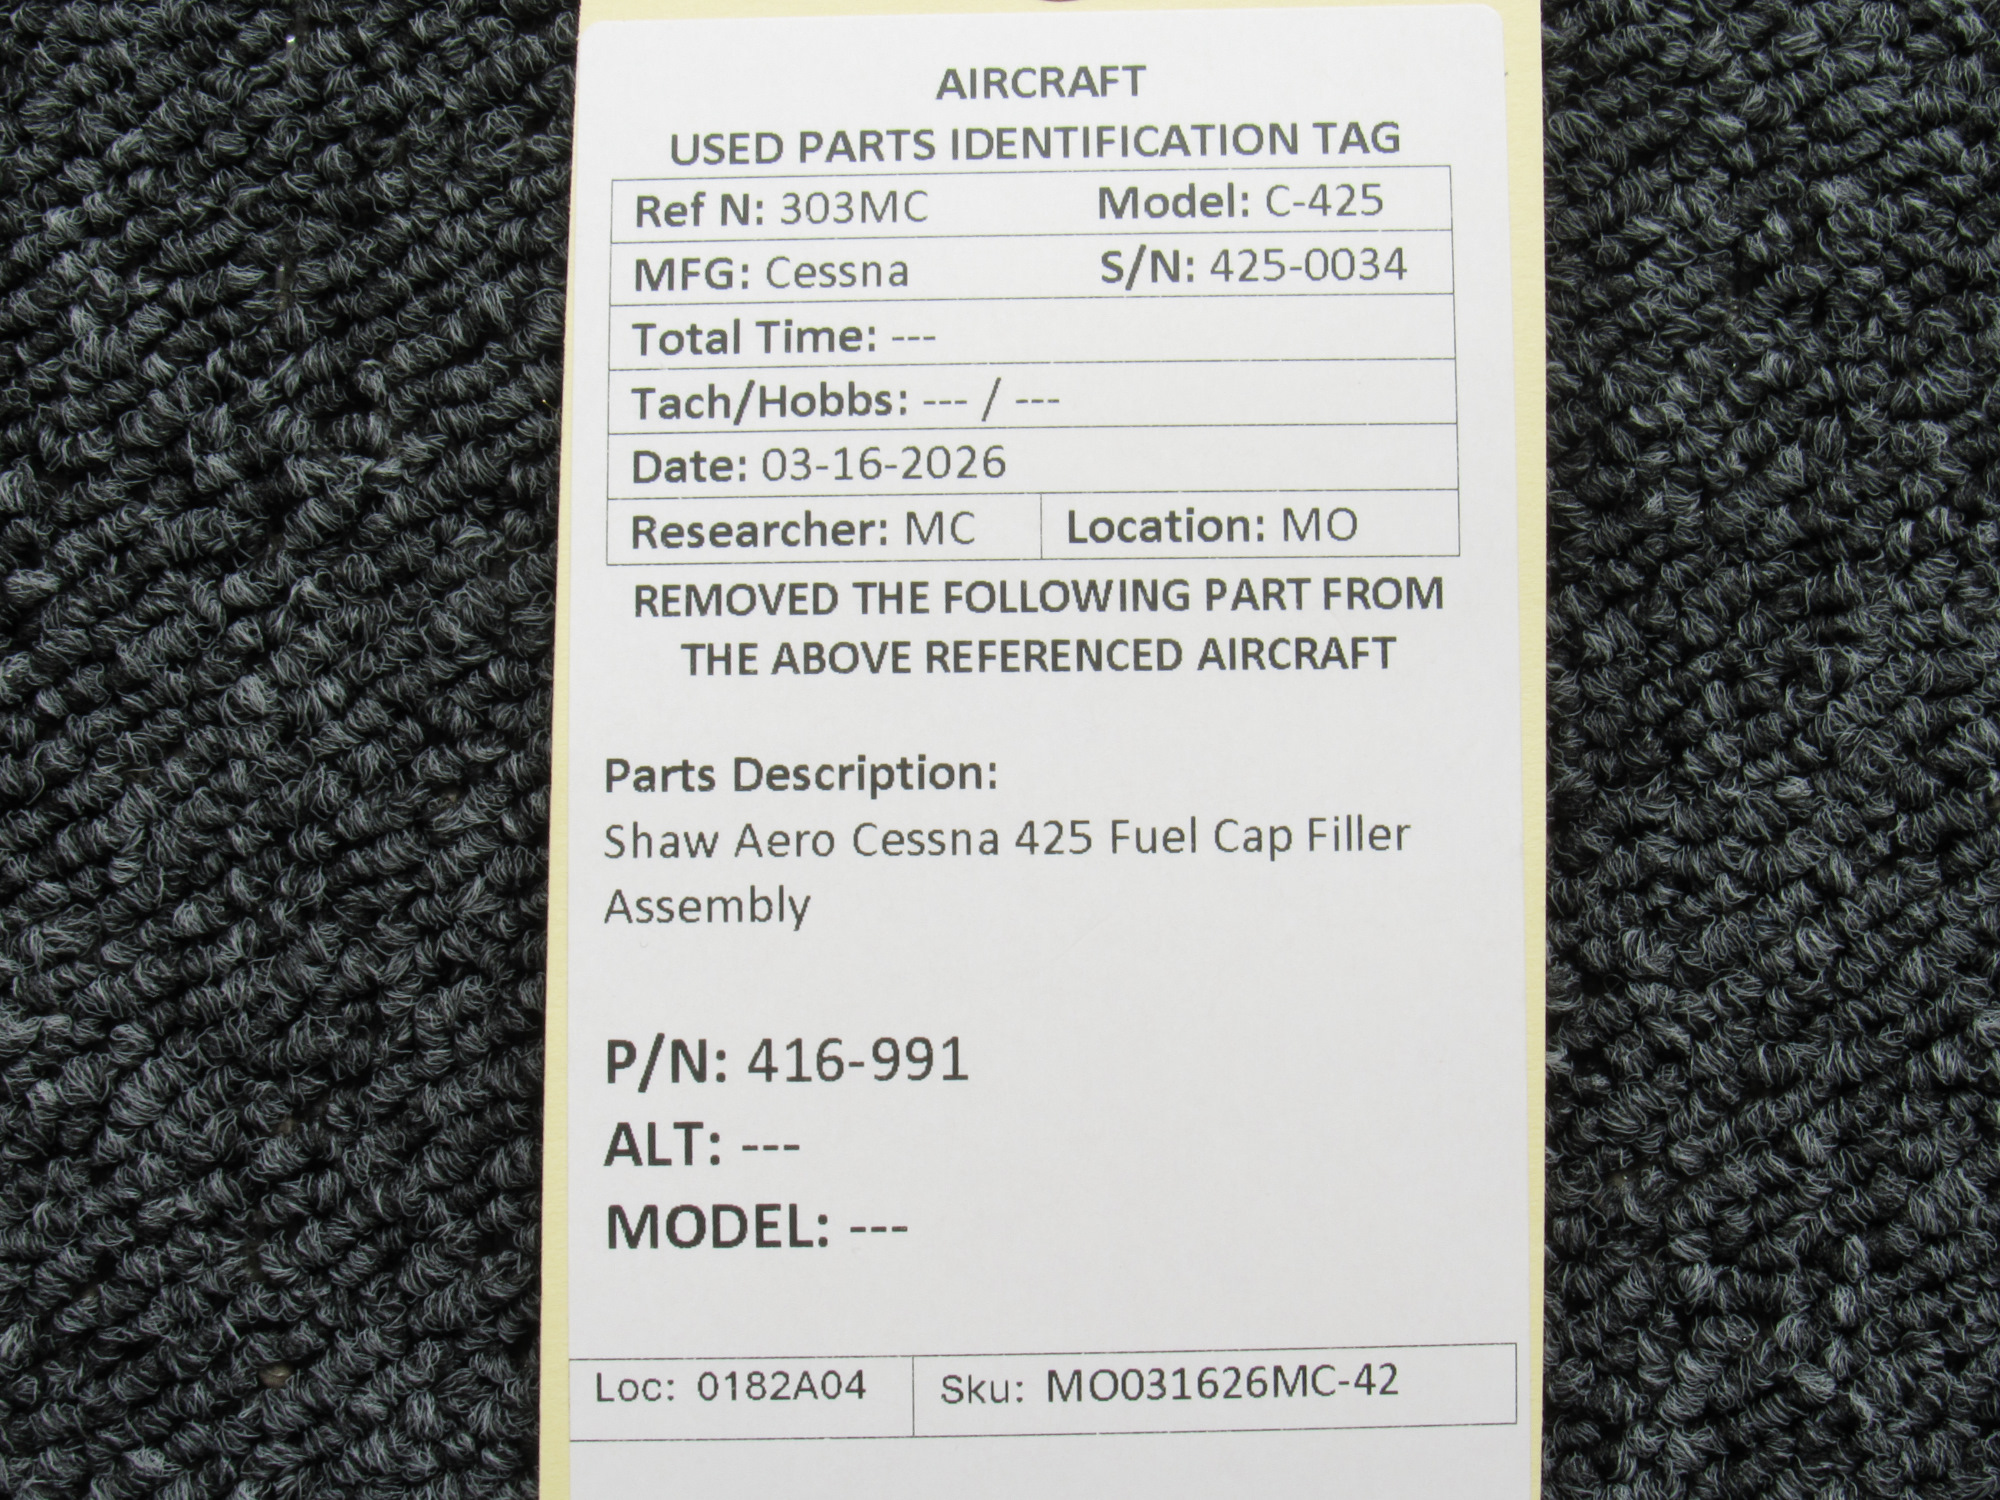 AIRCRAFT
USED PARTS IDENTIFICATION TAG
Ref N: 303MC Model: C-425
MFG: Cessna S/N: 425-0034
Total Time: ---
Tach/Hobbs: --- / ---
Date: 03-16-2026
Researcher: MC Location: MO
REMOVED THE FOLLOWING PART FROM
THE ABOVE REFERENCED AIRCRAFT
Parts Description:
Shaw Aero Cessna 425 Fuel Cap Filler
Assembly
P/N: 416-991
ALT: ---
MODEL: ---
Loc: 0182A04 Sku: MO031626MC-42